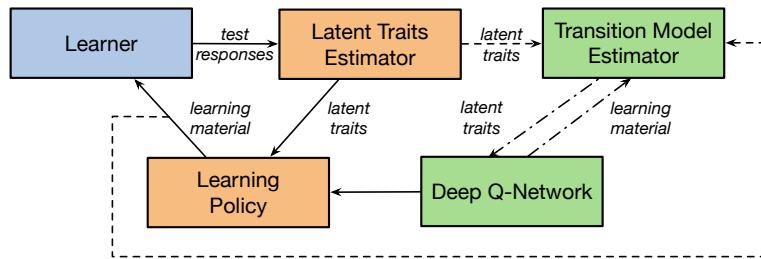 Learner
test
responses
Latent Traits
Estimator
latent
traits
Transition Model
Estimator
learning
material
latent
traits
latent
traits
learning
material
Learning
Policy
Deep Q-Network